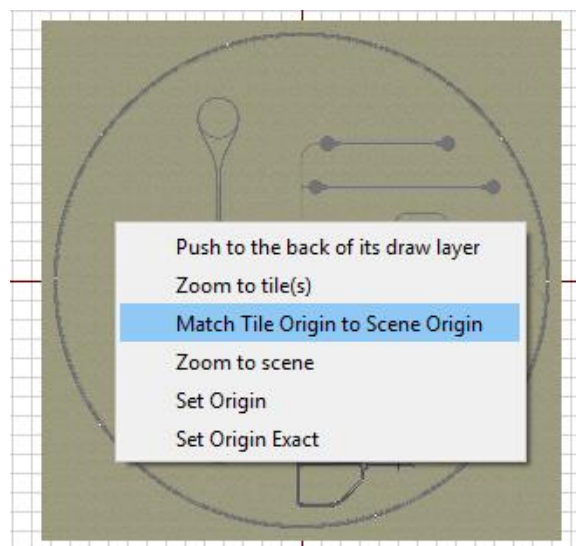 Push to the back of its draw layer
Zoom to tile(s)
Match Tile Origin to Scene Origin
Zoom to scene
Set Origin
Set Origin Exact